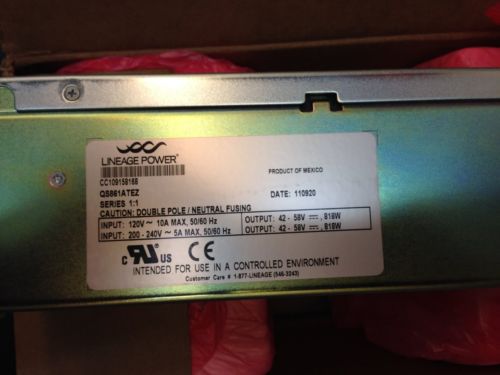 LINEAGE POWER®
PRODUCT OF MEXICO
CC109159166
QS861ATEZ
DATE: 110920
SERIES 1:1
CAUTION: DOUBLE POLE / NEUTRAL FUSING
INPUT: 120V ~ 10A MAX, 50/60 Hz OUTPUT: 42 - 58V ⎓, 818W
INPUT: 200 - 240V ~ 5A MAX, 50/60 Hz OUTPUT: 42 - 58V ⎓, 818W
c RU US CE
INTENDED FOR USE IN A CONTROLLED ENVIRONMENT
Customer Care # 1-877-LINEAGE (546-3243)